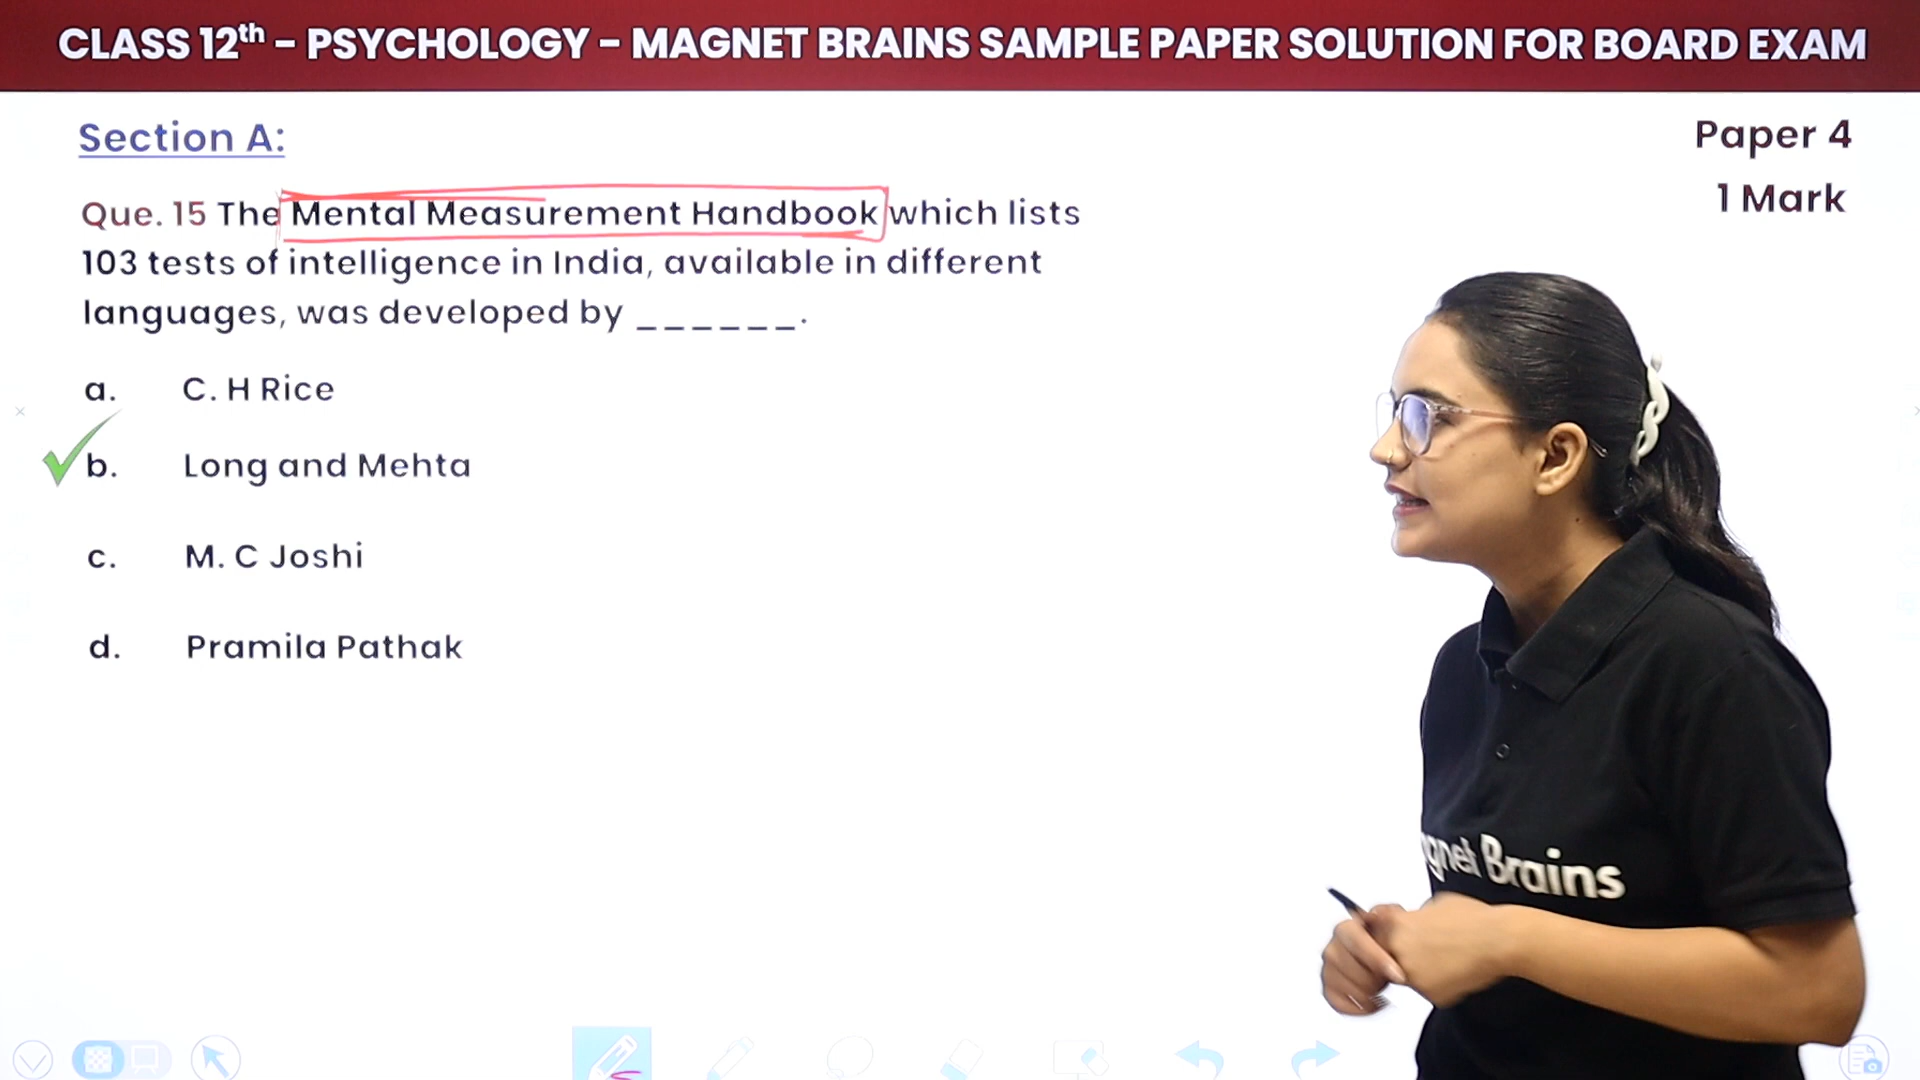 CLASS 12th – PSYCHOLOGY – MAGNET BRAINS SAMPLE PAPER SOLUTION FOR BOARD EXAM
Section A:
Paper 4
1 Mark
Que. 15 The Mental Measurement Handbook which lists
103 tests of intelligence in India, available in different
languages, was developed by ______.
a. C. H Rice
b. Long and Mehta
c. M. C Joshi
d. Pramila Pathak
gnet Brains